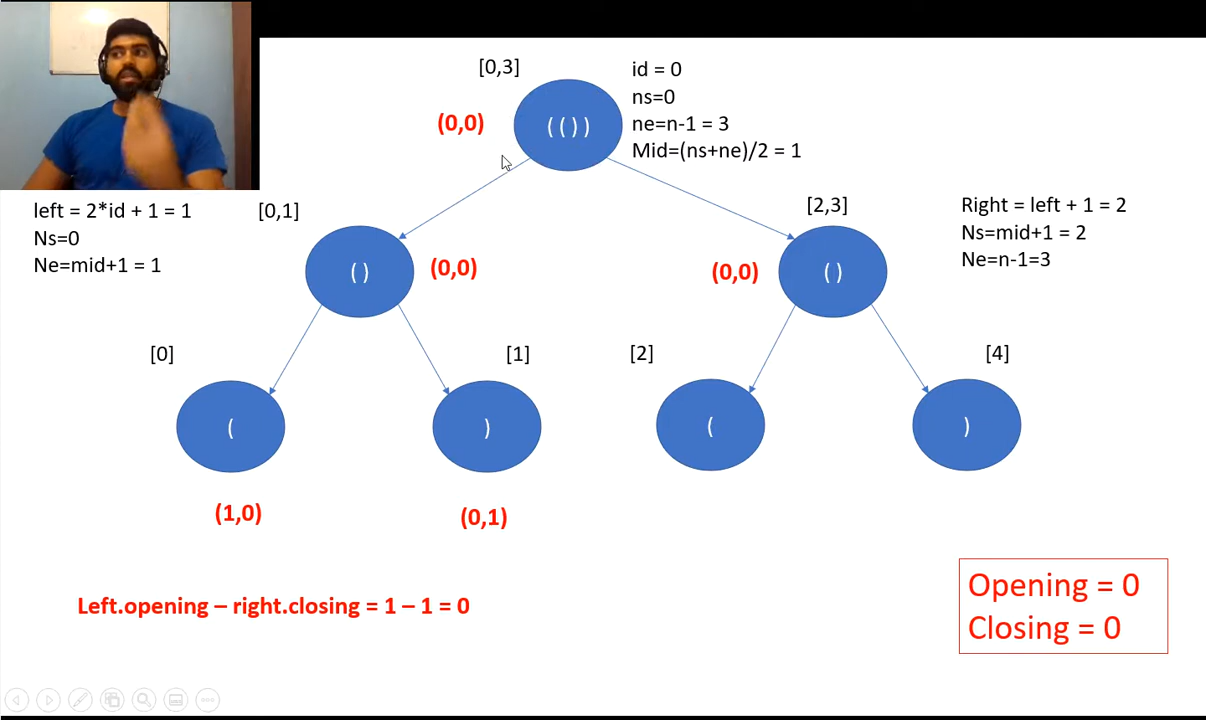 [0,3]
id = 0
ns=0
(0,0)
(())
ne=n-1 = 3
Mid=(ns+ne)/2 = 1
left = 2*id + 1 = 1
Ns=0
Ne=mid+1 = 1
[0,1]
()
(0,0)
[2,3]
(0,0)
()
Right = left + 1 = 2
Ns=mid+1 = 2
Ne=n-1=3
[0]
[1]
[2]
[4]
(
)
(
)
(1,0)
(0,1)
Left.opening – right.closing = 1 – 1 = 0
Opening = 0
Closing = 0